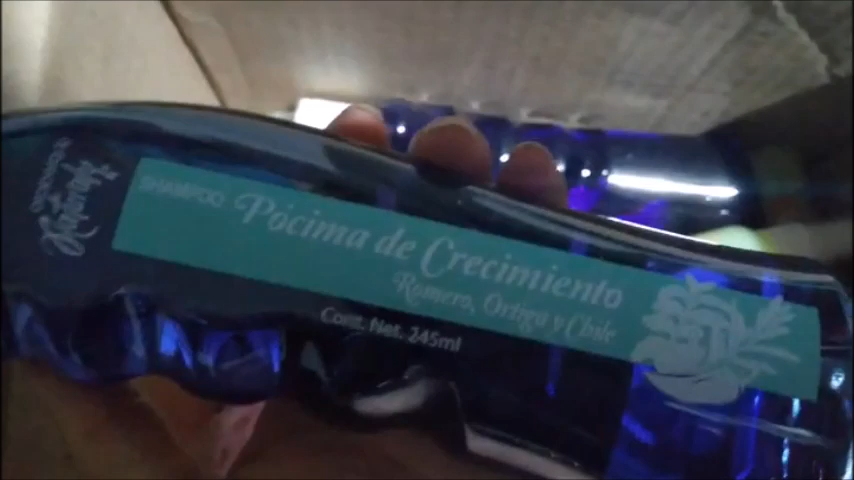 SHAMPOO Pócima de Crecimiento
Romero, Ortiga y Chile
Cont. Net. 245ml